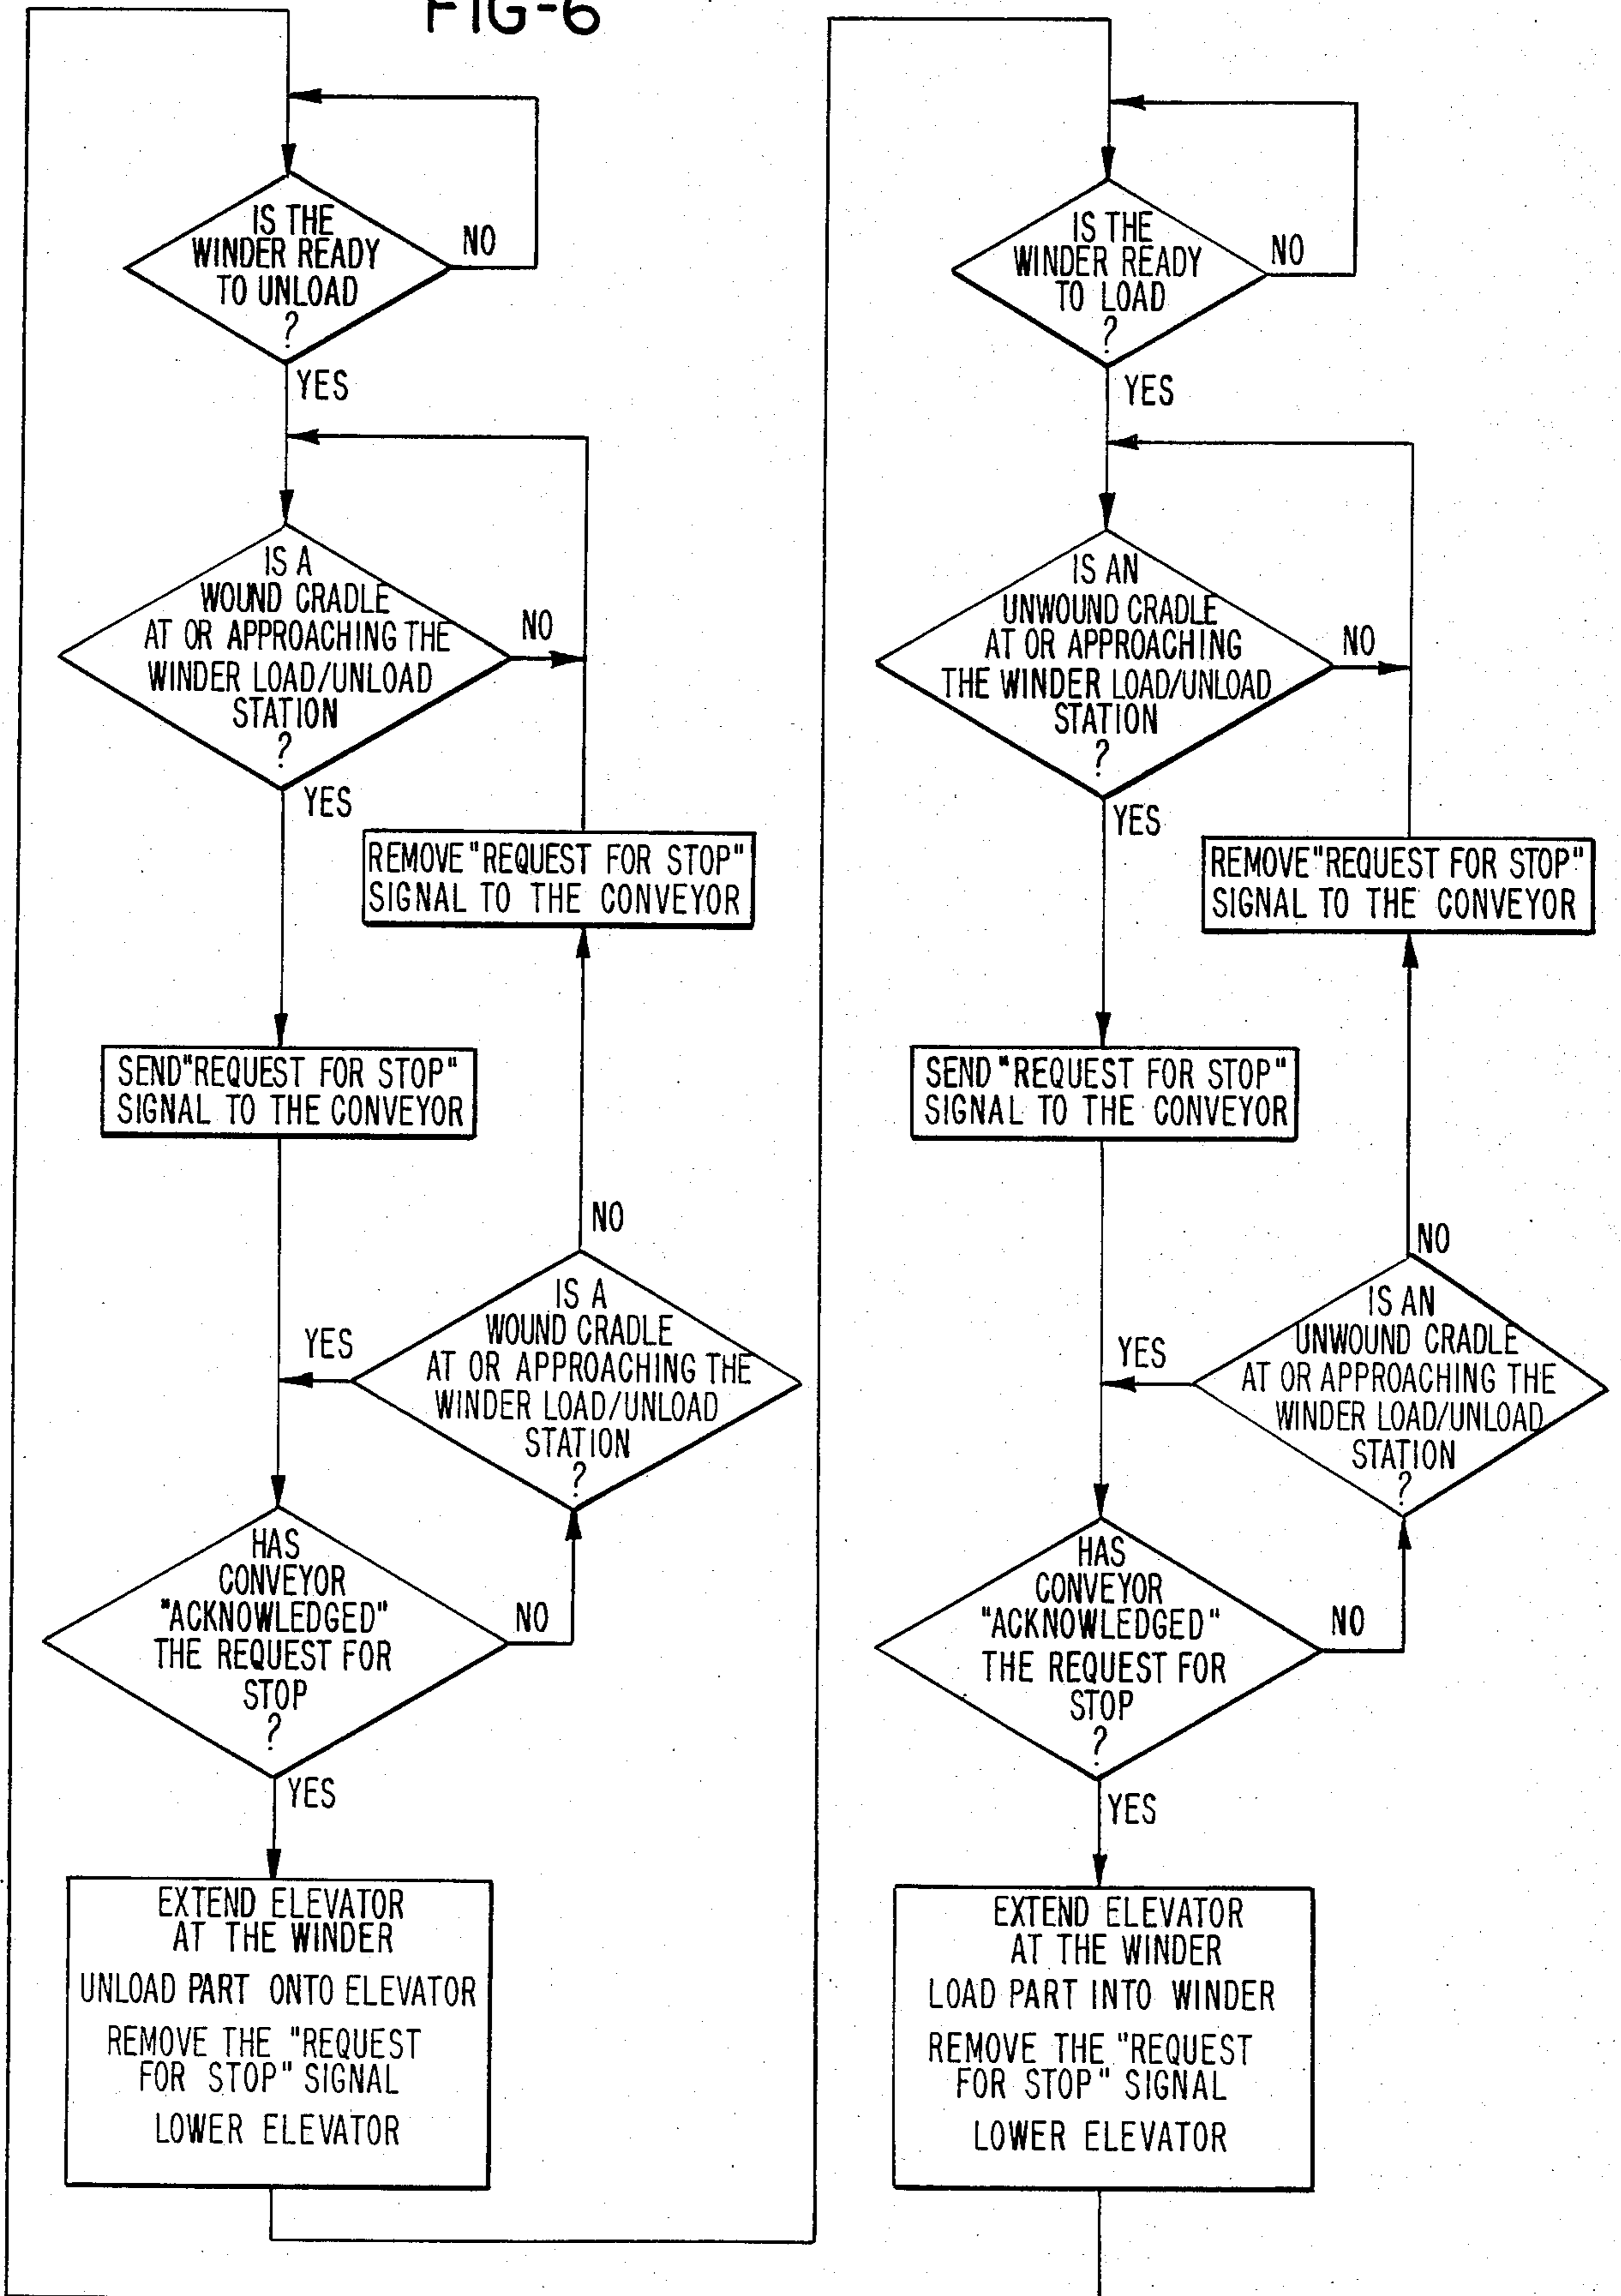 FIG-6
IS THE
WINDER READY
TO UNLOAD
?
NO
YES
IS A
WOUND CRADLE
AT OR APPROACHING THE
WINDER LOAD/UNLOAD
STATION
?
NO
YES
REMOVE "REQUEST FOR STOP"
SIGNAL TO THE CONVEYOR
SEND "REQUEST FOR STOP"
SIGNAL TO THE CONVEYOR
NO
IS A
WOUND CRADLE
AT OR APPROACHING THE
WINDER LOAD/UNLOAD
STATION
?
YES
HAS
CONVEYOR
"ACKNOWLEDGED"
THE REQUEST FOR
STOP
?
NO
YES
EXTEND ELEVATOR
AT THE WINDER
UNLOAD PART ONTO ELEVATOR
REMOVE THE "REQUEST
FOR STOP" SIGNAL
LOWER ELEVATOR
IS THE
WINDER READY
TO LOAD
?
NO
YES
IS AN
UNWOUND CRADLE
AT OR APPROACHING
THE WINDER LOAD/UNLOAD
STATION
?
NO
YES
REMOVE "REQUEST FOR STOP"
SIGNAL TO THE CONVEYOR
SEND "REQUEST FOR STOP"
SIGNAL TO THE CONVEYOR
NO
IS AN
UNWOUND CRADLE
AT OR APPROACHING THE
WINDER LOAD/UNLOAD
STATION
?
YES
HAS
CONVEYOR
"ACKNOWLEDGED"
THE REQUEST FOR
STOP
?
NO
YES
EXTEND ELEVATOR
AT THE WINDER
LOAD PART INTO WINDER
REMOVE THE "REQUEST
FOR STOP" SIGNAL
LOWER ELEVATOR